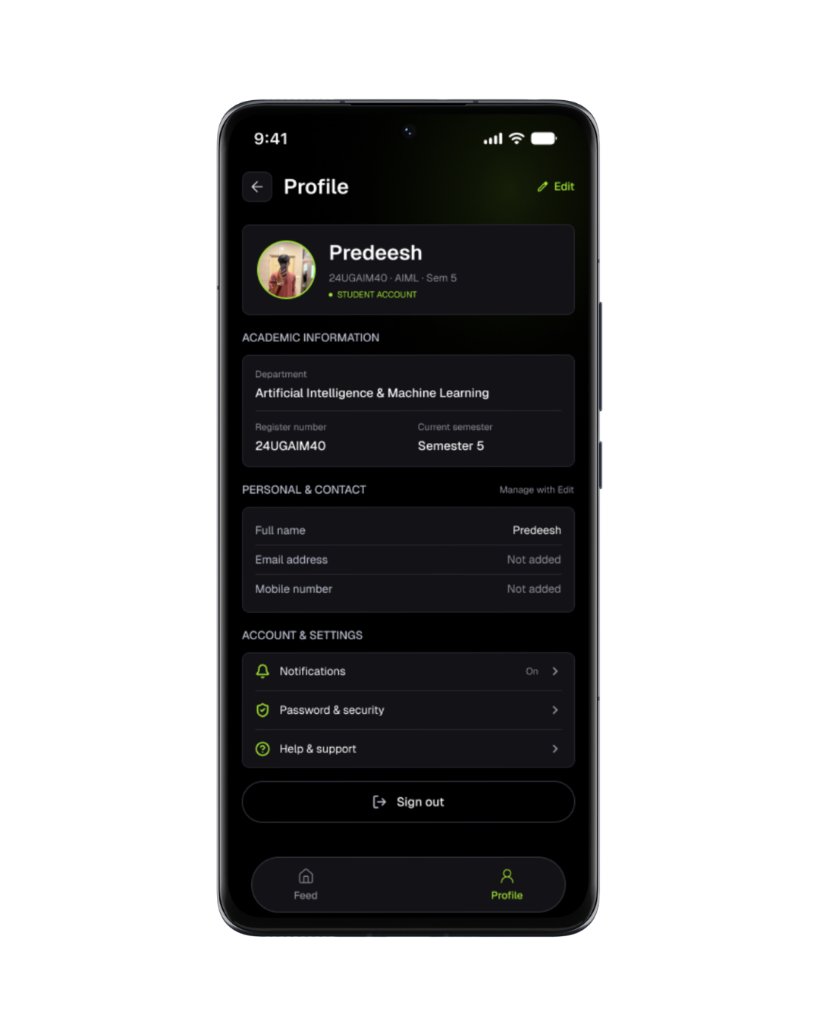 9:41
Profile
Edit
Predeesh
24UGAIM40 · AIML · Sem 5
• STUDENT ACCOUNT
ACADEMIC INFORMATION
Department
Artificial Intelligence & Machine Learning
Register number Current semester
24UGAIM40 Semester 5
PERSONAL & CONTACT Manage with Edit
Full name Predeesh
Email address Not added
Mobile number Not added
ACCOUNT & SETTINGS
Notifications On
Password & security
Help & support
Sign out
Feed Profile